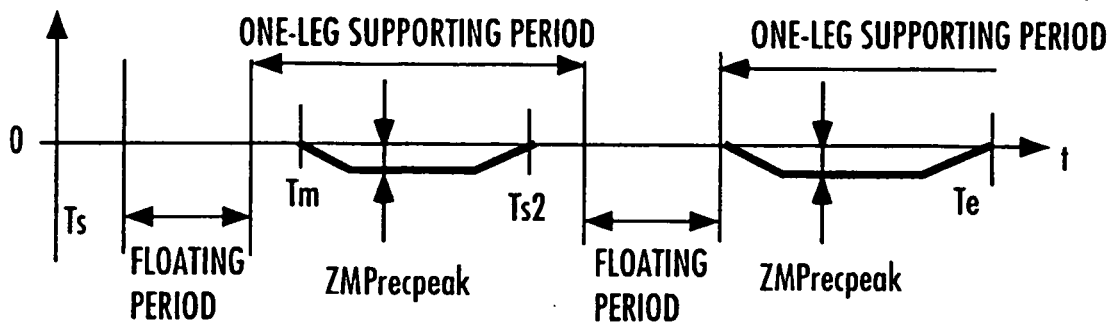 ONE-LEG SUPPORTING PERIOD
ONE-LEG SUPPORTING PERIOD
0
t
Ts
Tm
Ts2
Te
FLOATING
PERIOD
ZMPrecpeak
FLOATING
PERIOD
ZMPrecpeak